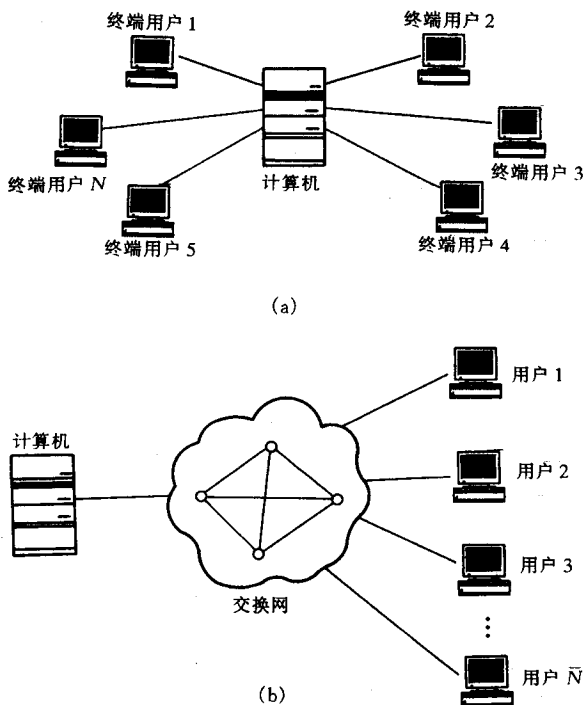 终端用户 1
终端用户 2
终端用户 N
计算机
终端用户 3
终端用户 5
终端用户 4
(a)
用户 1
计算机
用户 2
用户 3
交换网
用户 N̄
(b)